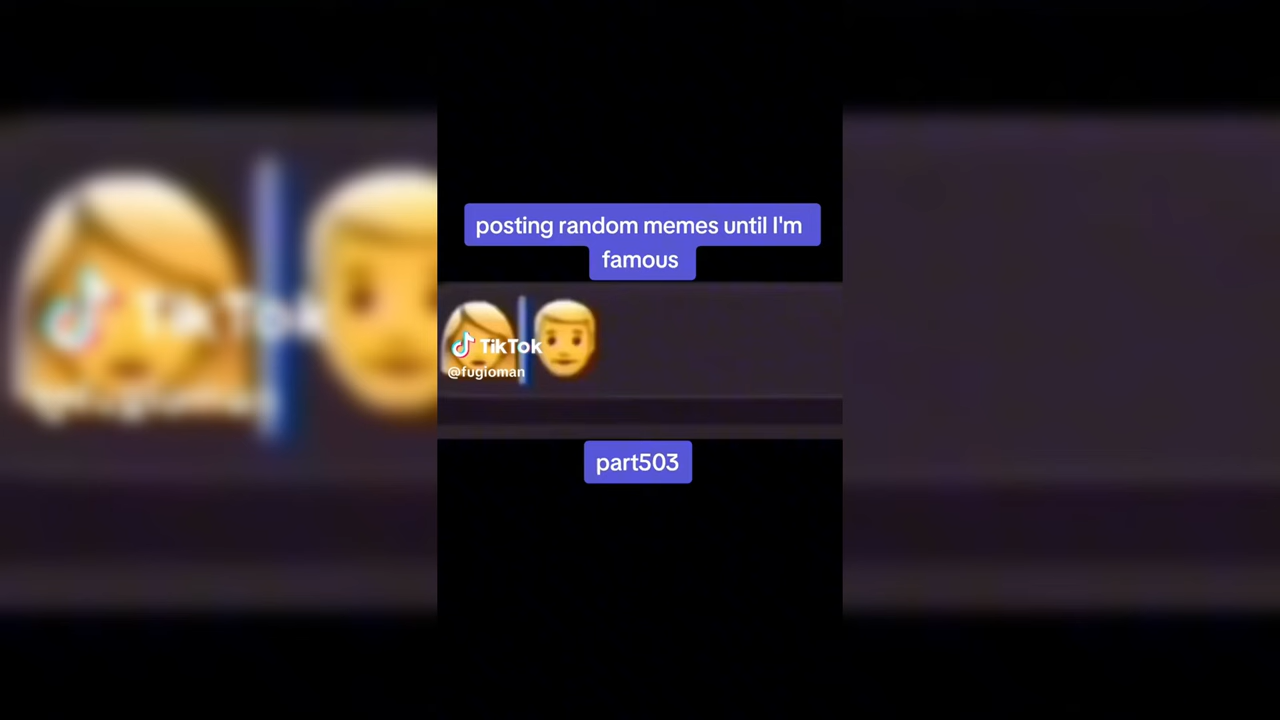 posting random memes until I'm
famous
TikTok
@fugioman
part503